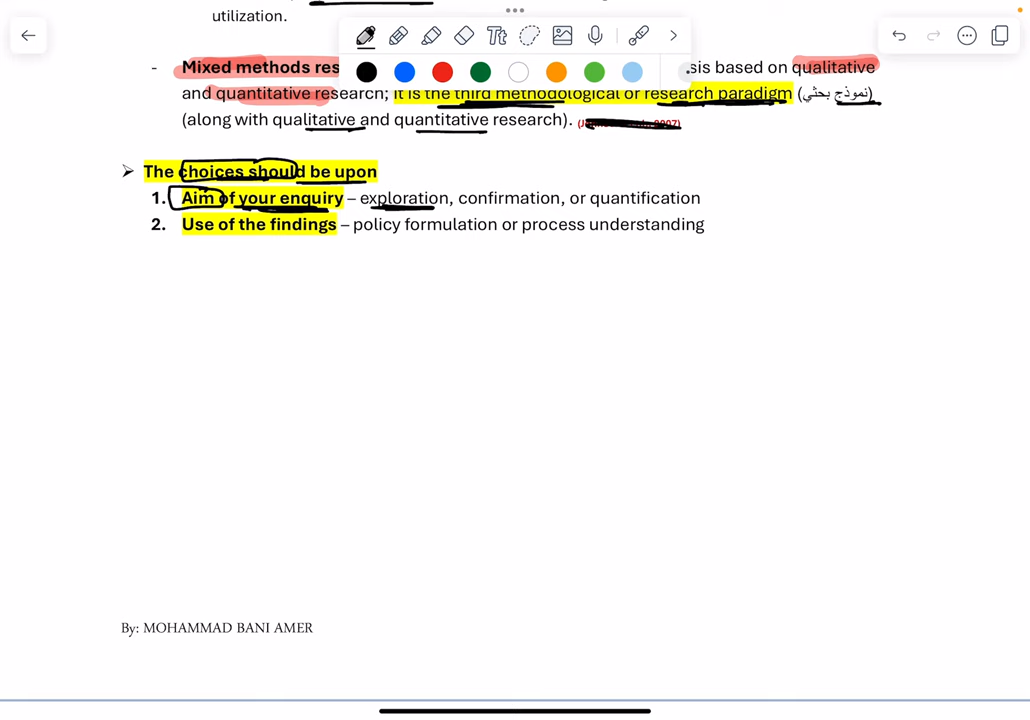 utilization.
- Mixed methods res sis based on qualitative
and quantitative research; it is the third methodological or research paradigm (نموذج بحثي)
(along with qualitative and quantitative research). 2007)
➢ The choices should be upon
1. Aim of your enquiry – exploration, confirmation, or quantification
2. Use of the findings – policy formulation or process understanding
By: MOHAMMAD BANI AMER